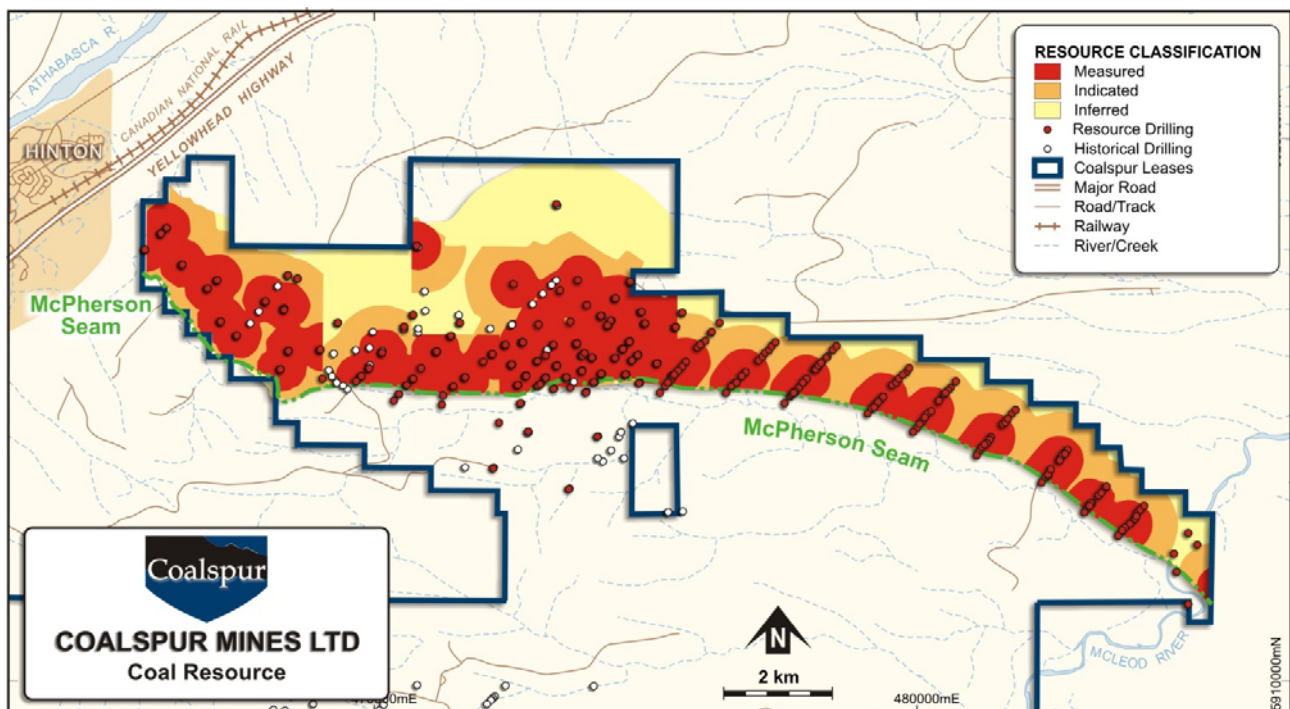 ATHABASCA R.
CANADIAN NATIONAL RAIL
YELLOWHEAD HIGHWAY
HINTON
McPherson
Seam
McPherson Seam
RESOURCE CLASSIFICATION
Measured
Indicated
Inferred
Resource Drilling
Historical Drilling
Coalspur Leases
Major Road
Road/Track
Railway
River/Creek
Coalspur
COALSPUR MINES LTD
Coal Resource
N
2 km
MCLEOD RIVER
480000mE
5910000mN